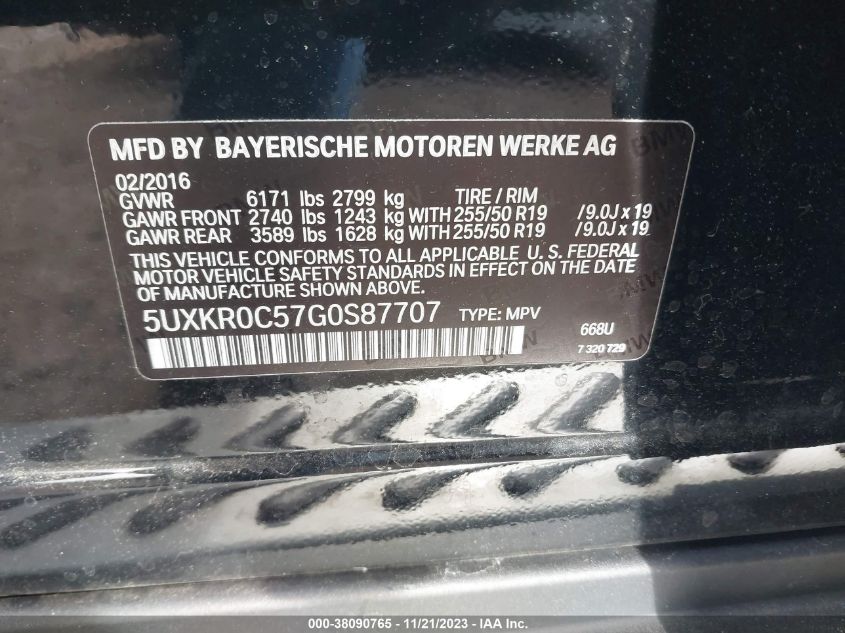 MFD BY BAYERISCHE MOTOREN WERKE AG
02/2016
GVWR 6171 lbs 2799 kg TIRE / RIM
GAWR FRONT 2740 lbs 1243 kg WITH 255/50 R19 /9.0J x 19
GAWR REAR 3589 lbs 1628 kg WITH 255/50 R19 /9.0J x 19
THIS VEHICLE CONFORMS TO ALL APPLICABLE U. S. FEDERAL
MOTOR VEHICLE SAFETY STANDARDS IN EFFECT ON THE DATE
OF MANUFACTURE SHOWN ABOVE.
5UXKR0C57G0S87707 TYPE: MPV 668U
7 320 729
000-38090765 - 11/21/2023 - IAA Inc.